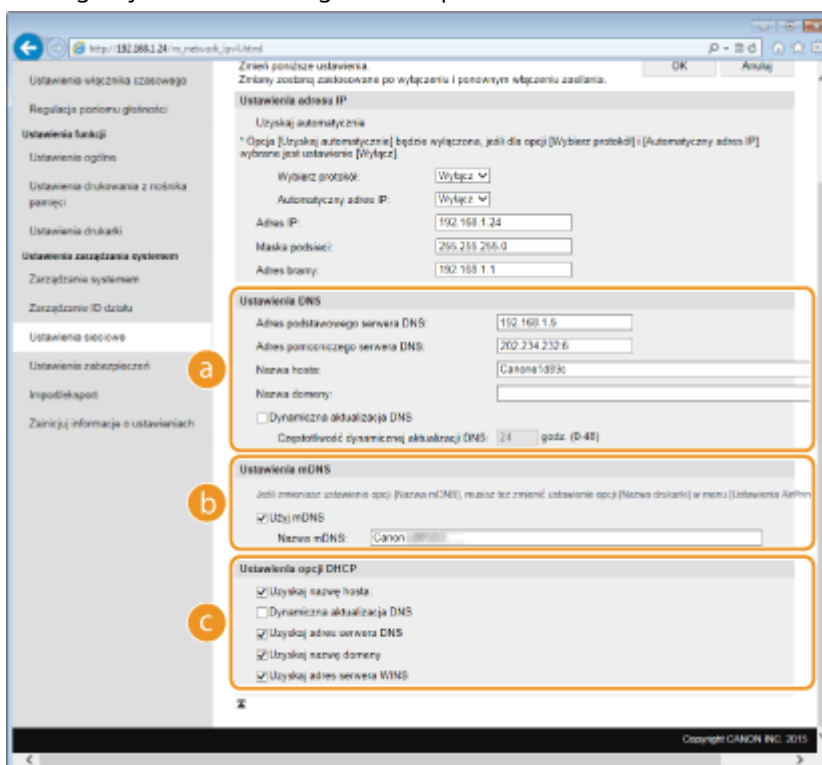 http://192.168.1.24/m_network_ipv4.html
Zmień poniższe ustawienia.
Zmiany zostaną zastosowane po wyłączeniu i ponownym włączeniu zasilania.
OK
Anuluj
Ustawienia włącznika czasowego
Regulacja poziomu głośności
Ustawienia funkcji
Ustawienia ogólne
Ustawienia drukowania z nośnika
pamięci
Ustawienia drukarki
Ustawienia zarządzania systemem
Zarządzanie systemem
Zarządzanie ID działu
Ustawienia sieciowe
Ustawienia zabezpieczeń
Import/eksport
Zainicjuj informacje o ustawieniach
Ustawienia adresu IP
Uzyskaj automatycznie
* Opcja [Uzyskaj automatycznie] będzie wyłączona, jeśli dla opcji [Wybierz protokół] i [Automatyczny adres IP]
wybrane jest ustawienie [Wyłącz].
Wybierz protokół: Wyłącz
Automatyczny adres IP: Wyłącz
Adres IP: 192.168.1.24
Maska podsieci: 255.255.255.0
Adres bramy: 192.168.1.1
a
Ustawienia DNS
Adres podstawowego serwera DNS: 192.168.1.6
Adres pomocniczego serwera DNS: 202.234.232.6
Nazwa hosta: Canone1d89c
Nazwa domeny:
Dynamiczna aktualizacja DNS
Częstotliwość dynamicznej aktualizacji DNS: 24 godz. (0-48)
b
Ustawienia mDNS
Jeśli zmieniasz ustawienie opcji [Nazwa mDNS], musisz też zmienić ustawienie opcji [Nazwa drukarki] w menu [Ustawienia AirPrin
Użyj mDNS
Nazwa mDNS: Canon
c
Ustawienia opcji DHCP
Uzyskaj nazwę hosta:
Dynamiczna aktualizacja DNS
Uzyskaj adres serwera DNS
Uzyskaj nazwę domeny
Uzyskaj adres serwera WINS
Copyright CANON INC. 2015